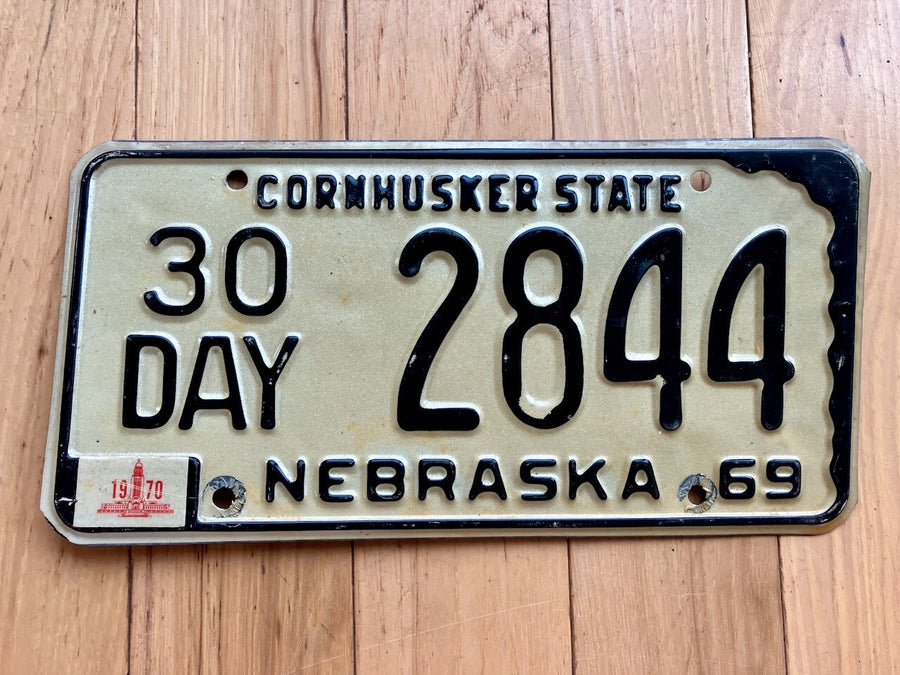 CORNHUSKER STATE
30 DAY 2844
1970 NEBRASKA 69